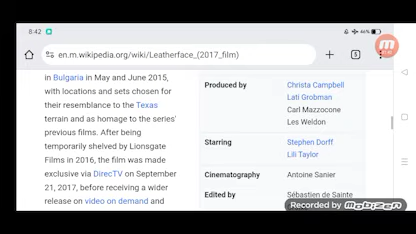 8:42
46%
en.m.wikipedia.org/wiki/Leatherface_(2017_film)
5
in Bulgaria in May and June 2015,
with locations and sets chosen for
their resemblance to the Texas
terrain and as homage to the series'
previous films. After being
temporarily shelved by Lionsgate
Films in 2016, the film was made
exclusive via DirecTV on September
21, 2017, before receiving a wider
release on video on demand and
Produced by
Christa Campbell
Lati Grobman
Carl Mazzocone
Les Weldon
Starring
Stephen Dorff
Lili Taylor
Cinematography
Antoine Sanier
Edited by
Sébastien de Sainte
Recorded by
mobizen